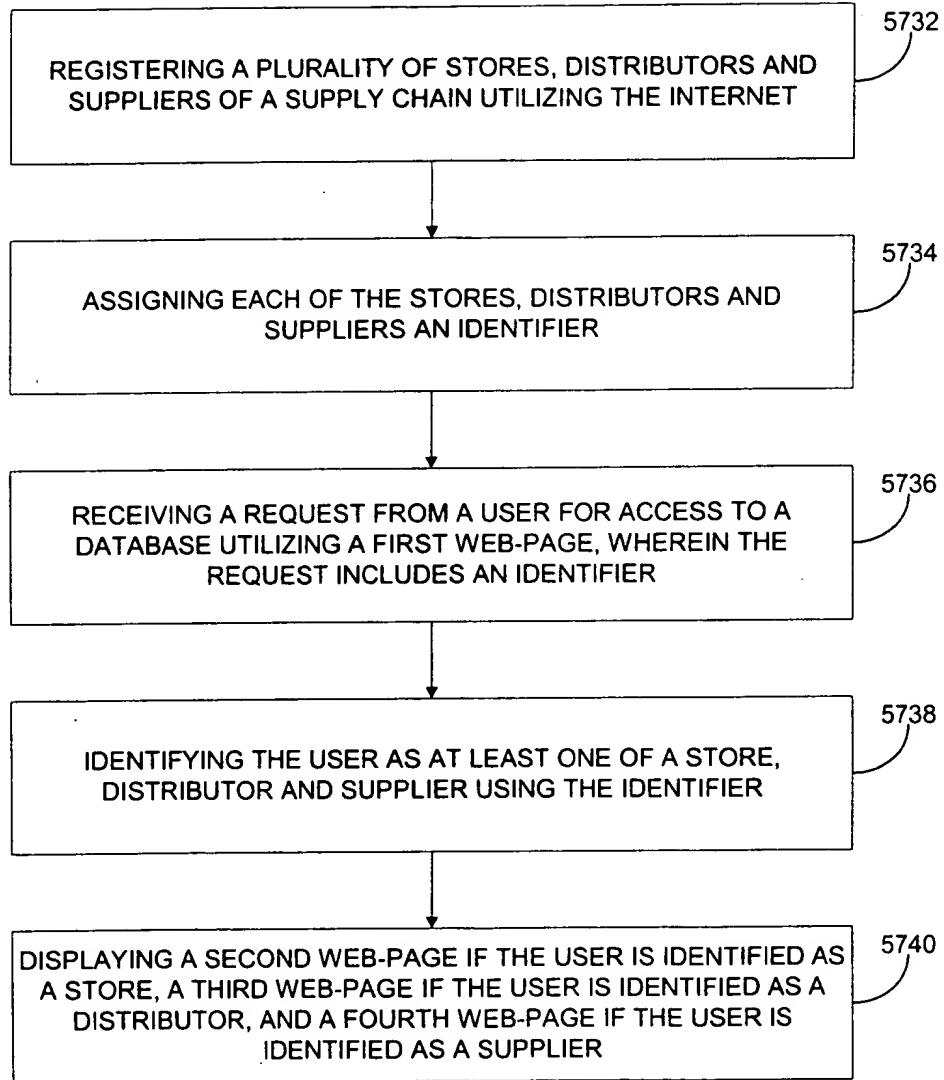 5732
REGISTERING A PLURALITY OF STORES, DISTRIBUTORS AND
SUPPLIERS OF A SUPPLY CHAIN UTILIZING THE INTERNET
5734
ASSIGNING EACH OF THE STORES, DISTRIBUTORS AND
SUPPLIERS AN IDENTIFIER
5736
RECEIVING A REQUEST FROM A USER FOR ACCESS TO A
DATABASE UTILIZING A FIRST WEB-PAGE, WHEREIN THE
REQUEST INCLUDES AN IDENTIFIER
5738
IDENTIFYING THE USER AS AT LEAST ONE OF A STORE,
DISTRIBUTOR AND SUPPLIER USING THE IDENTIFIER
5740
DISPLAYING A SECOND WEB-PAGE IF THE USER IS IDENTIFIED AS
A STORE, A THIRD WEB-PAGE IF THE USER IS IDENTIFIED AS A
DISTRIBUTOR, AND A FOURTH WEB-PAGE IF THE USER IS
IDENTIFIED AS A SUPPLIER